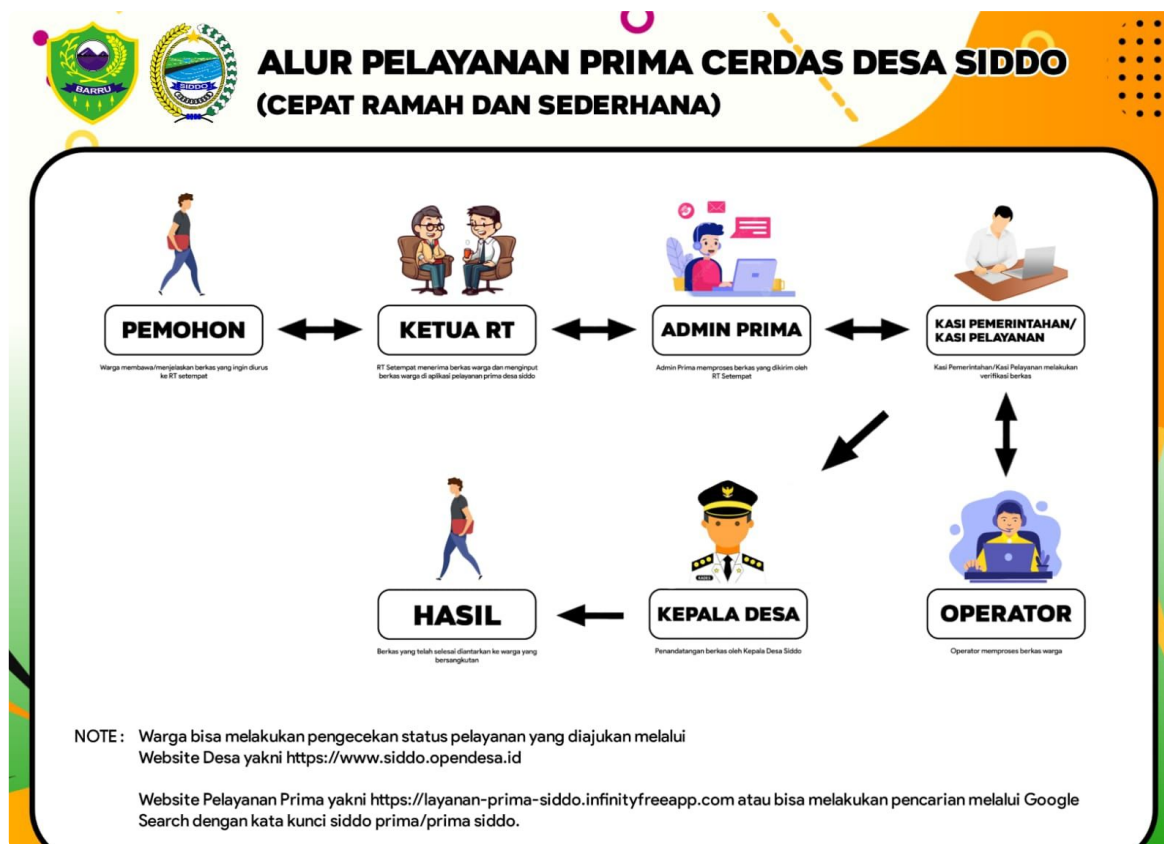 BARRU
SIDDO
ALUR PELAYANAN PRIMA CERDAS DESA SIDDO
(CEPAT RAMAH DAN SEDERHANA)
PEMOHON
Warga membawa/menjelaskan berkas yang ingin diurus
ke RT setempat
KETUA RT
RT Setempat menerima berkas warga dan menginput
berkas warga di aplikasi pelayanan prima desa siddo
ADMIN PRIMA
Admin Prima memproses berkas yang dikirim oleh
RT Setempat
KASI PEMERINTAHAN/
KASI PELAYANAN
Kasi Pemerintahan/Kasi Pelayanan melakukan
verifikasi berkas
HASIL
Berkas yang telah selesai diantarkan ke warga yang
bersangkutan
KADES
KEPALA DESA
Penandatangan berkas oleh Kepala Desa Siddo
OPERATOR
Operator memproses berkas warga
NOTE : Warga bisa melakukan pengecekan status pelayanan yang diajukan melalui
Website Desa yakni https://www.siddo.opendesa.id
Website Pelayanan Prima yakni https://layanan-prima-siddo.infinityfreeapp.com atau bisa melakukan pencarian melalui Google
Search dengan kata kunci siddo prima/prima siddo.